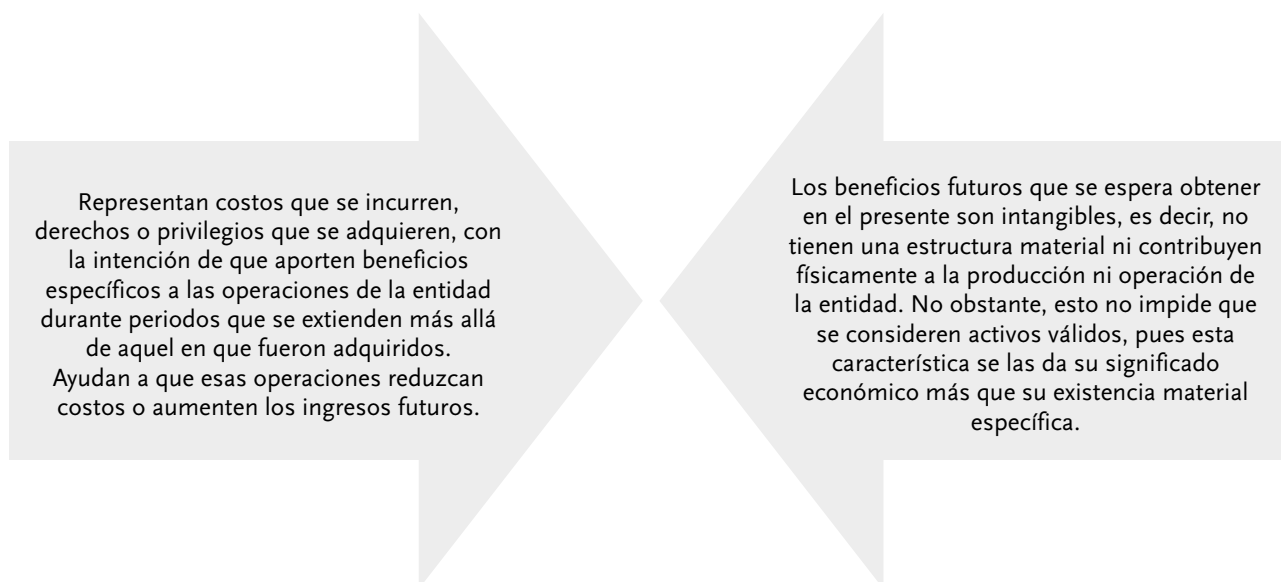 Representan costos que se incurren,
derechos o privilegios que se adquieren, con
la intención de que aporten beneficios
específicos a las operaciones de la entidad
durante periodos que se extienden más allá
de aquel en que fueron adquiridos.
Ayudan a que esas operaciones reduzcan
costos o aumenten los ingresos futuros.
Los beneficios futuros que se espera obtener
en el presente son intangibles, es decir, no
tienen una estructura material ni contribuyen
físicamente a la producción ni operación de
la entidad. No obstante, esto no impide que
se consideren activos válidos, pues esta
característica se las da su significado
económico más que su existencia material
específica.